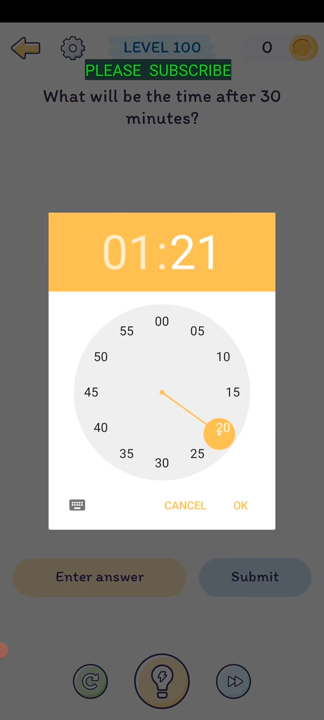 LEVEL 100
0
PLEASE SUBSCRIBE
What will be the time after 30
minutes?
01:21
00
55
05
50
10
45
15
40
20
35
25
30
CANCEL
OK
Enter answer
Submit